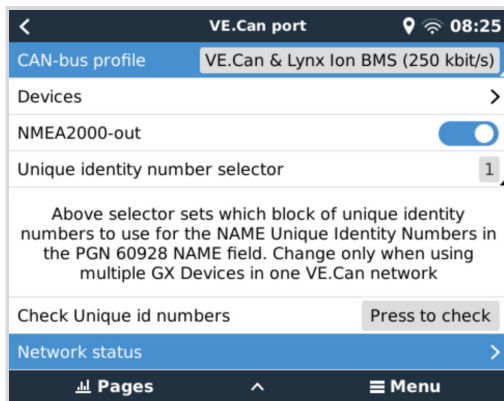 VE.Can port
08:25
CAN-bus profile VE.Can & Lynx Ion BMS (250 kbit/s)
Devices
NMEA2000-out
Unique identity number selector 1
Above selector sets which block of unique identity
numbers to use for the NAME Unique Identity Numbers in
the PGN 60928 NAME field. Change only when using
multiple GX Devices in one VE.Can network
Check Unique id numbers Press to check
Network status
Pages Menu